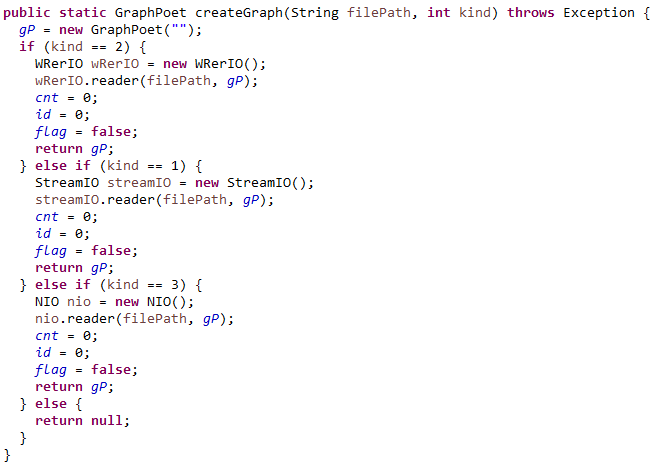 public static GraphPoet createGraph(String filePath, int kind) throws Exception {
  gP = new GraphPoet("");
  if (kind == 2) {
    WRerIO wRerIO = new WRerIO();
    wRerIO.reader(filePath, gP);
    cnt = 0;
    id = 0;
    flag = false;
    return gP;
  } else if (kind == 1) {
    StreamIO streamIO = new StreamIO();
    streamIO.reader(filePath, gP);
    cnt = 0;
    id = 0;
    flag = false;
    return gP;
  } else if (kind == 3) {
    NIO nio = new NIO();
    nio.reader(filePath, gP);
    cnt = 0;
    id = 0;
    flag = false;
    return gP;
  } else {
    return null;
  }
}